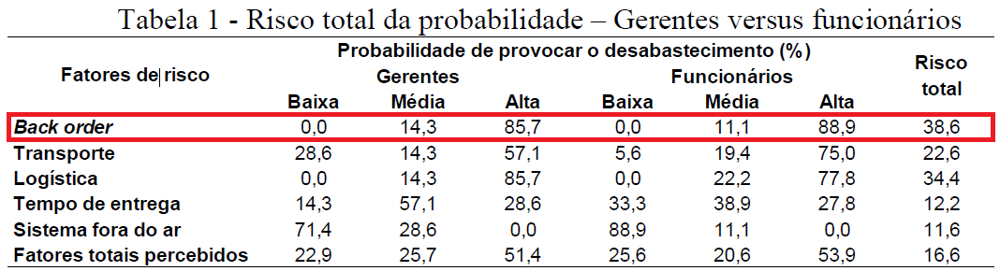 Tabela 1 - Risco total da probabilidade – Gerentes versus funcionários
Probabilidade de provocar o desabastecimento (%)
Fatores de risco Gerentes Funcionários Risco total
Baixa Média Alta Baixa Média Alta
Back order 0,0 14,3 85,7 0,0 11,1 88,9 38,6
Transporte 28,6 14,3 57,1 5,6 19,4 75,0 22,6
Logística 0,0 14,3 85,7 0,0 22,2 77,8 34,4
Tempo de entrega 14,3 57,1 28,6 33,3 38,9 27,8 12,2
Sistema fora do ar 71,4 28,6 0,0 88,9 11,1 0,0 11,6
Fatores totais percebidos 22,9 25,7 51,4 25,6 20,6 53,9 16,6